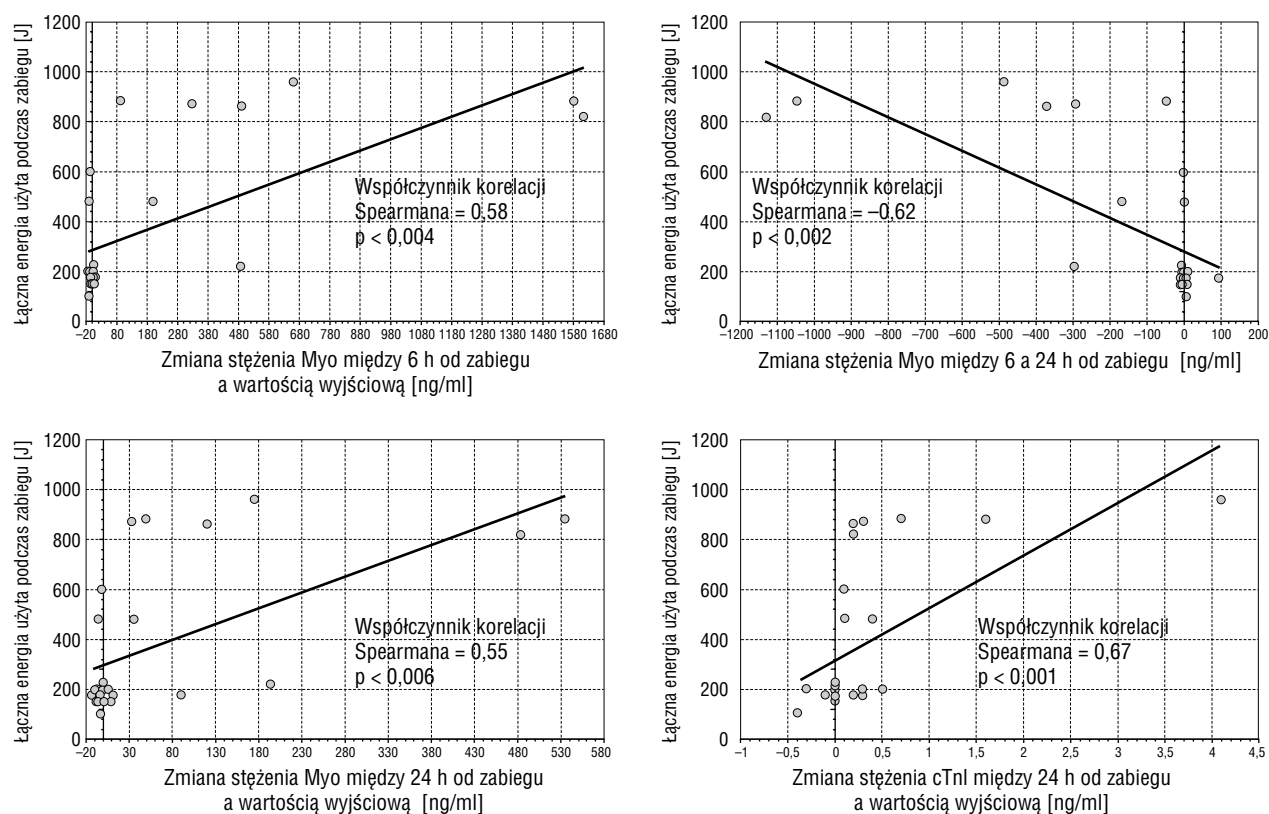 Łączna energia użyta podczas zabiegu [J]
1200
1000
800
600
400
200
0
Współczynnik korelacji
Spearmana = 0,58
p < 0,004
–20 80 180 280 380 480 580 680 780 880 980 1080 1180 1280 1380 1480 1580 1680
Zmiana stężenia Myo między 6 h od zabiegu
a wartością wyjściową [ng/ml]
Łączna energia użyta podczas zabiegu [J]
1200
1000
800
600
400
200
0
Współczynnik korelacji
Spearmana = –0,62
p < 0,002
–1200 –1100 –1000 –900 –800 –700 –600 –500 –400 –300 –200 –100 0 100 200
Zmiana stężenia Myo między 6 a 24 h od zabiegu [ng/ml]
Łączna energia użyta podczas zabiegu [J]
1200
1000
800
600
400
200
0
Współczynnik korelacji
Spearmana = 0,55
p < 0,006
–20 30 80 130 180 230 280 330 380 430 480 530 580
Zmiana stężenia Myo między 24 h od zabiegu
a wartością wyjściową [ng/ml]
Łączna energia użyta podczas zabiegu [J]
1200
1000
800
600
400
200
0
Współczynnik korelacji
Spearmana = 0,67
p < 0,001
–1 –0,5 0 0,5 1 1,5 2 2,5 3 3,5 4 4,5
Zmiana stężenia cTnI między 24 h od zabiegu
a wartością wyjściową [ng/ml]